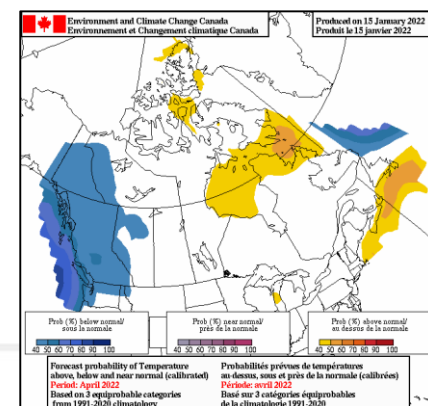 Environment and Climate Change Canada
Environnement et Changement climatique Canada
Produced on 15 January 2022
Produit le 15 janvier 2022
Prob (%) below normal/
sous la normale
40 50 60 70 80 90 100
Prob (%) near normal/
près de la normale
40 50 60 70 80 90 100
Prob (%) above normal/
au dessus de la normale
40 50 60 70 80 90 100
Forecast probability of Temperature
above, below and near normal (calibrated)
Period: April 2022
Based on 3 equiprobable categories
from 1991-2020 climatology
Probabilités prévues de températures
au-dessus, sous et près de la normale (calibrées)
Période: avril 2022
Basé sur 3 catégories équiprobables
de la climatologie 1991-2020